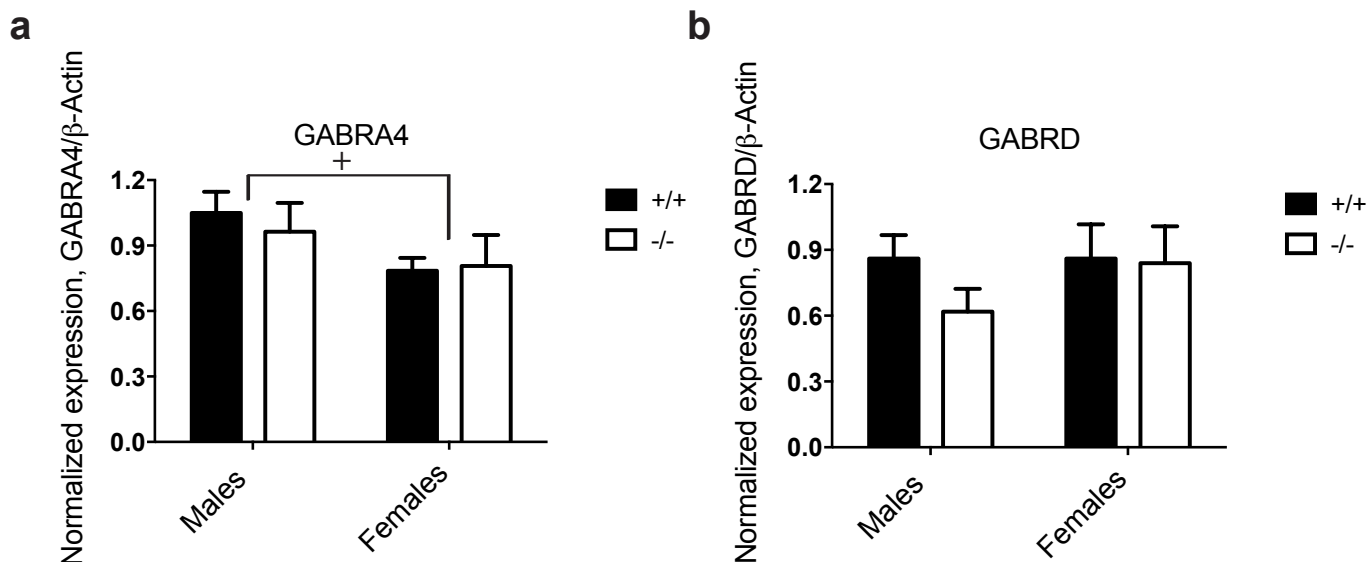 a
Normalized expression, GABRA4/β-Actin
GABRA4
+
1.2
0.9
0.6
0.3
0.0
Males
Females
+/+
-/-
b
Normalized expression, GABRD/β-Actin
GABRD
1.2
0.9
0.6
0.3
0.0
Males
Females
+/+
-/-